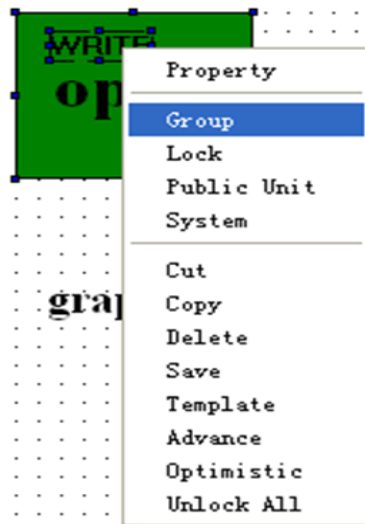 WRITE
Property
op
Group
Lock
Public Unit
System
Cut
Copy
grap
Delete
Save
Template
Advance
Optimistic
Unlock All